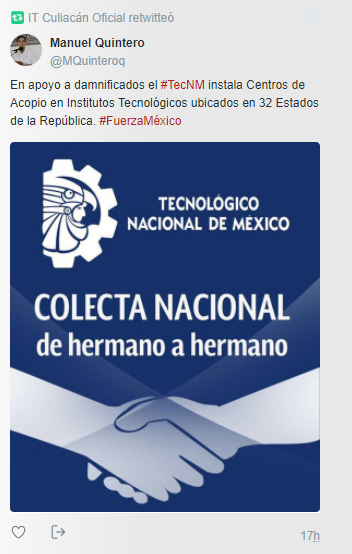 IT Culiacán Oficial retwitteó
Manuel Quintero
@MQuinteroq
En apoyo a damnificados el #TecNM instala Centros de
Acopio en Institutos Tecnológicos ubicados en 32 Estados
de la República. #FuerzaMéxico
TECNOLÓGICO
NACIONAL DE MÉXICO
COLECTA NACIONAL
de hermano a hermano
17h